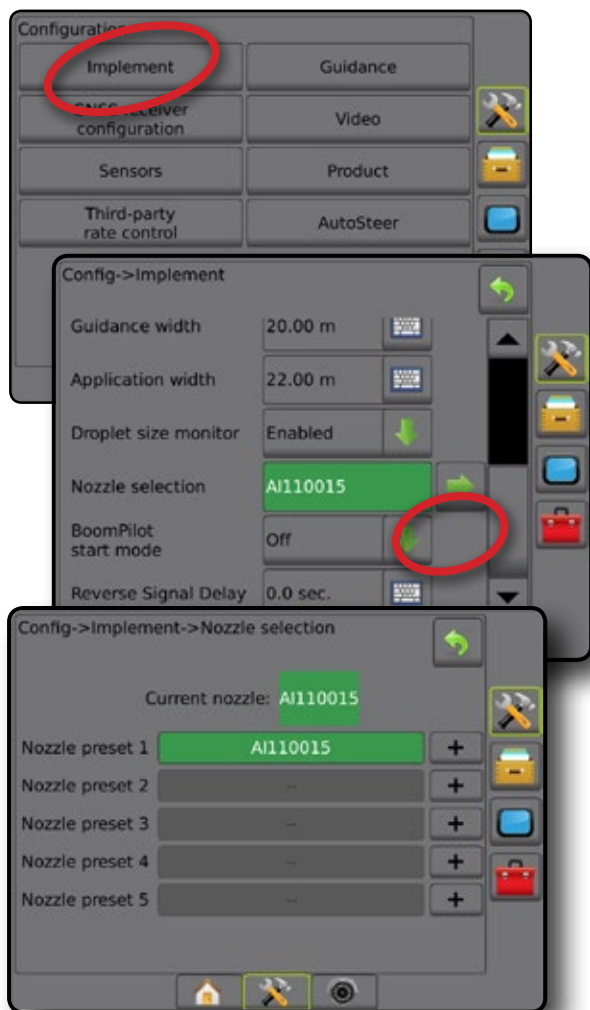 Configuration
Implement
Guidance
GNSS receiver
configuration
Video
Sensors
Product
Third-party
rate control
AutoSteer
Config->Implement
Guidance width 20.00 m
Application width 22.00 m
Droplet size monitor Enabled
Nozzle selection AI110015
BoomPilot
start mode
Off
Reverse Signal Delay 0.0 sec.
Config->Implement->Nozzle selection
Current nozzle: AI110015
Nozzle preset 1 AI110015 +
Nozzle preset 2 -- +
Nozzle preset 3 -- +
Nozzle preset 4 -- +
Nozzle preset 5 -- +